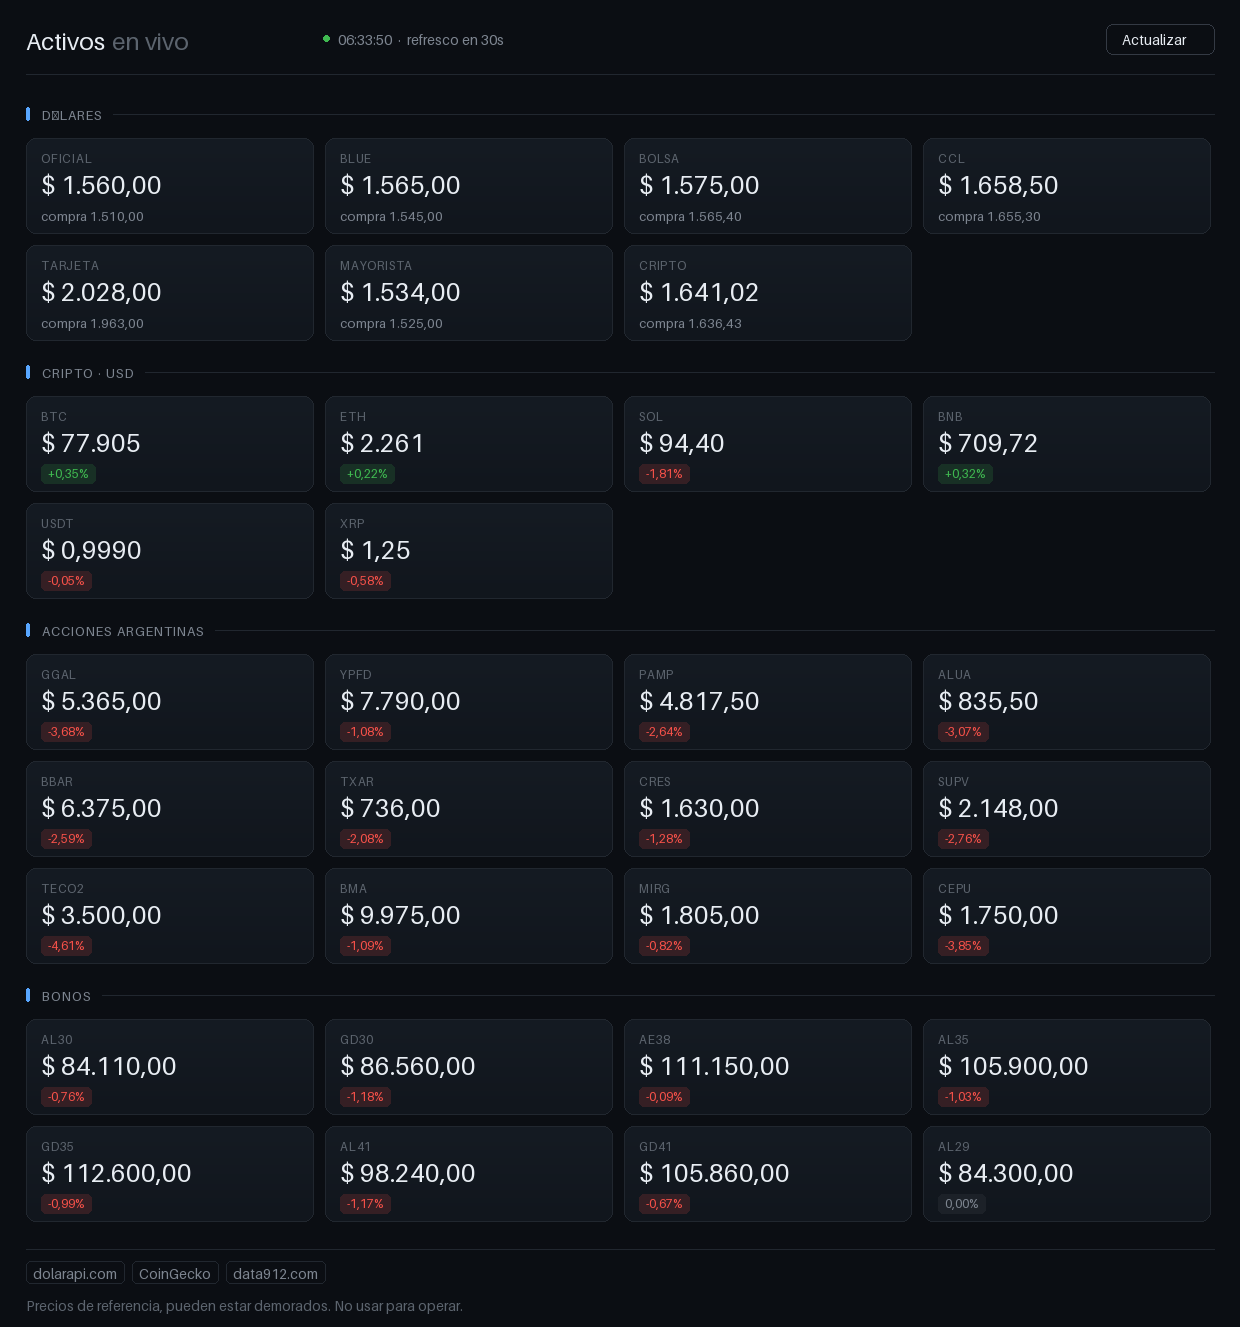 Activos en vivo
06:33:50 · refresco en 30s
Actualizar
D▯LARES
OFICIAL
$ 1.560,00
compra 1.510,00
BLUE
$ 1.565,00
compra 1.545,00
BOLSA
$ 1.575,00
compra 1.565,40
CCL
$ 1.658,50
compra 1.655,30
TARJETA
$ 2.028,00
compra 1.963,00
MAYORISTA
$ 1.534,00
compra 1.525,00
CRIPTO
$ 1.641,02
compra 1.636,43
CRIPTO · USD
BTC
$ 77.905
+0,35%
ETH
$ 2.261
+0,22%
SOL
$ 94,40
-1,81%
BNB
$ 709,72
+0,32%
USDT
$ 0,9990
-0,05%
XRP
$ 1,25
-0,58%
ACCIONES ARGENTINAS
GGAL
$ 5.365,00
-3,68%
YPFD
$ 7.790,00
-1,08%
PAMP
$ 4.817,50
-2,64%
ALUA
$ 835,50
-3,07%
BBAR
$ 6.375,00
-2,59%
TXAR
$ 736,00
-2,08%
CRES
$ 1.630,00
-1,28%
SUPV
$ 2.148,00
-2,76%
TECO2
$ 3.500,00
-4,61%
BMA
$ 9.975,00
-1,09%
MIRG
$ 1.805,00
-0,82%
CEPU
$ 1.750,00
-3,85%
BONOS
AL30
$ 84.110,00
-0,76%
GD30
$ 86.560,00
-1,18%
AE38
$ 111.150,00
-0,09%
AL35
$ 105.900,00
-1,03%
GD35
$ 112.600,00
-0,99%
AL41
$ 98.240,00
-1,17%
GD41
$ 105.860,00
-0,67%
AL29
$ 84.300,00
0,00%
dolarapi.com
CoinGecko
data912.com
Precios de referencia, pueden estar demorados. No usar para operar.